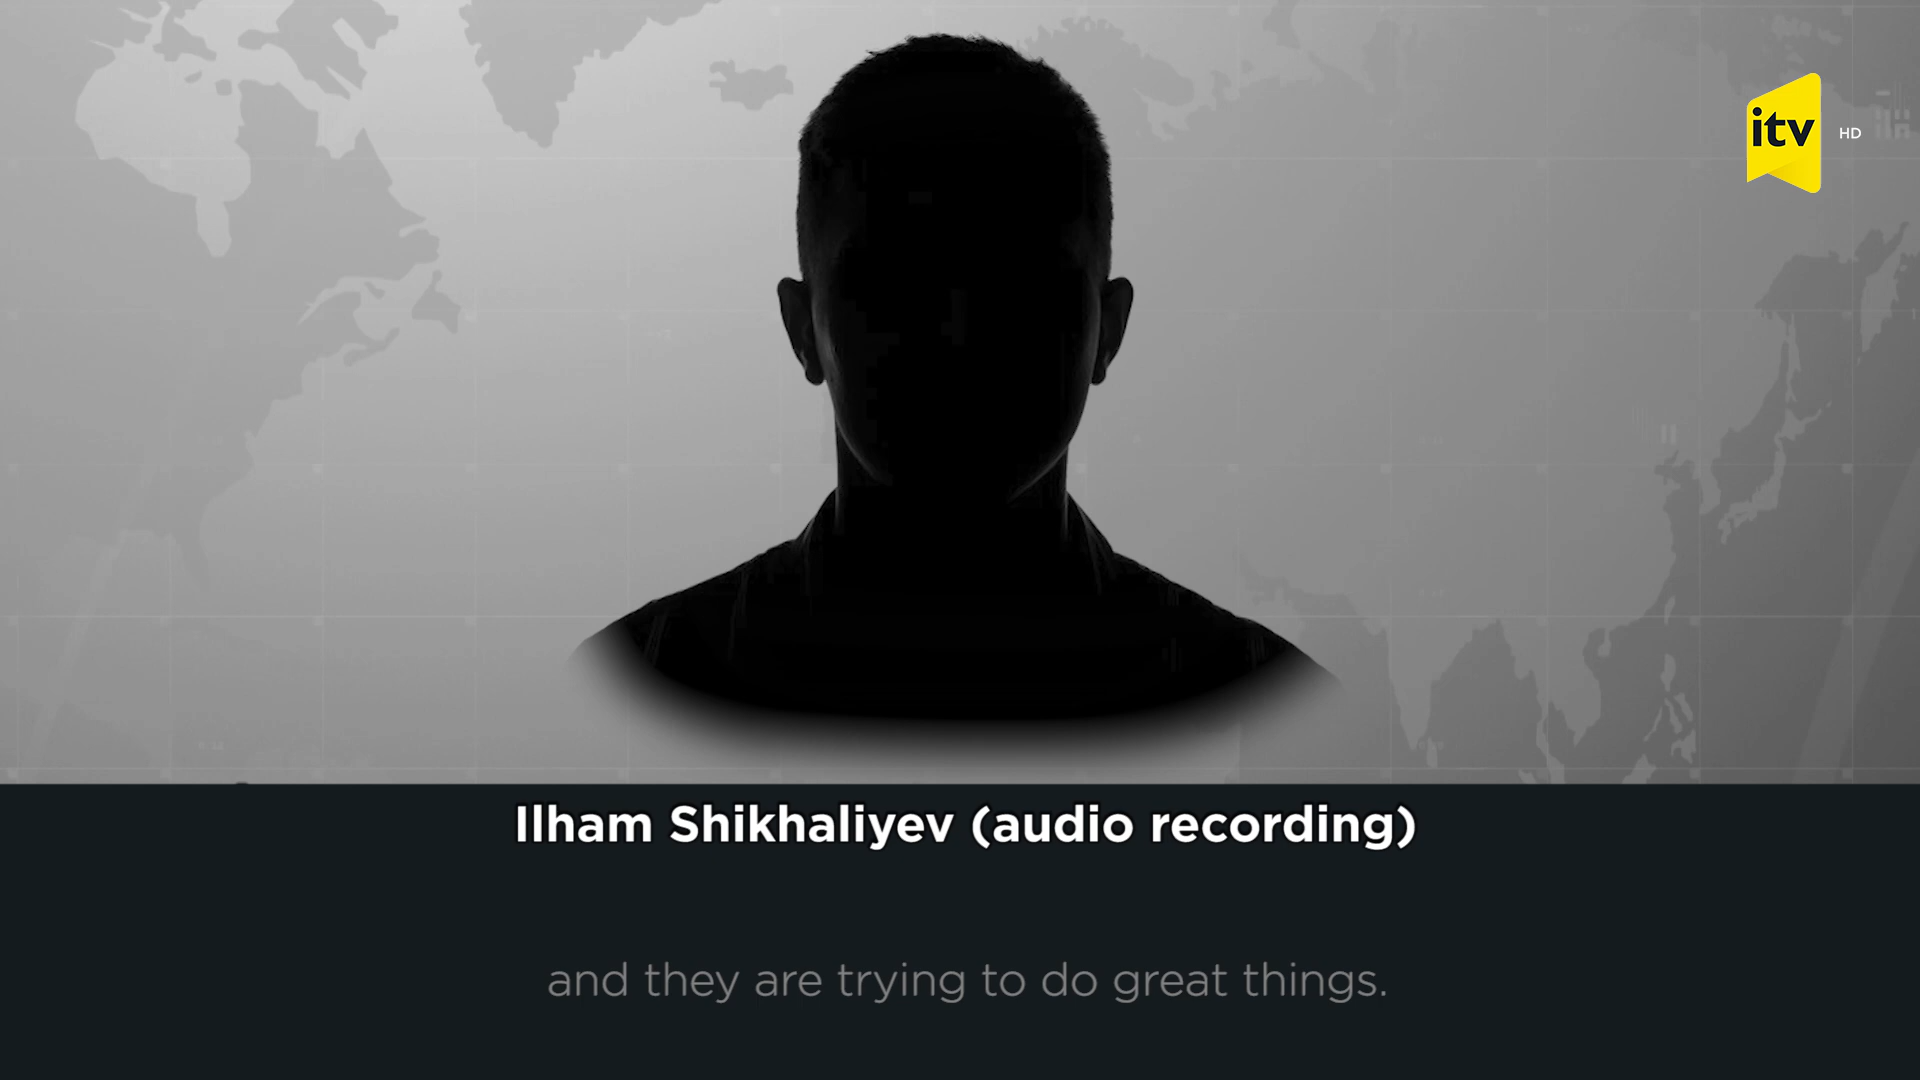 itv HD
Ilham Shikhaliyev (audio recording)
and they are trying to do great things.